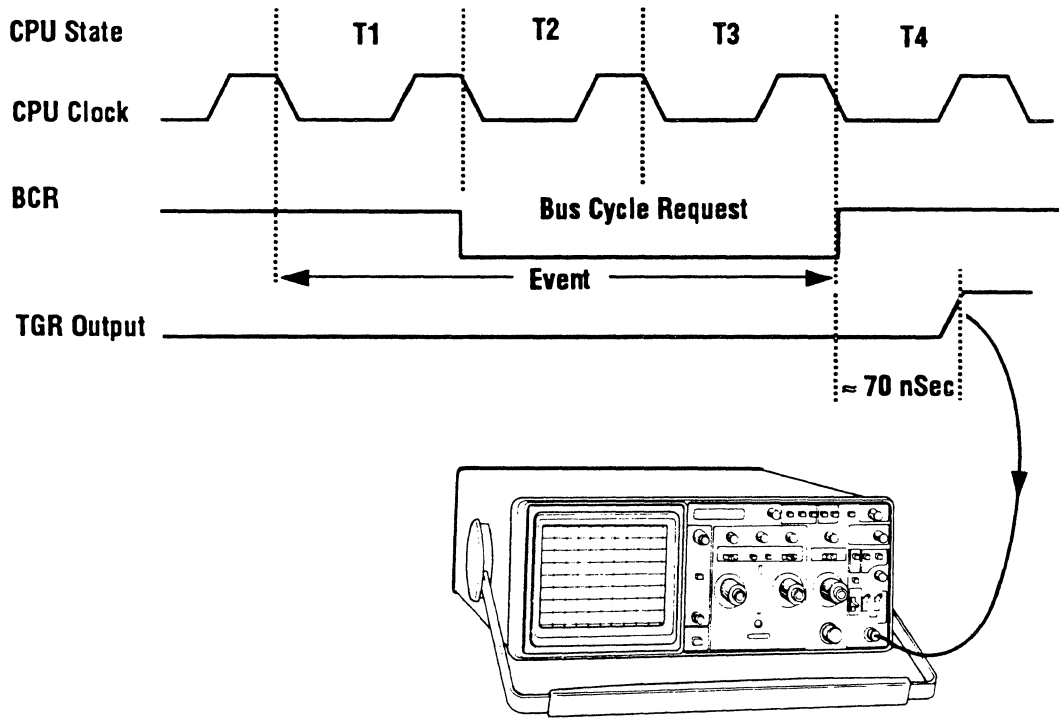 CPU State
T1
T2
T3
T4
CPU Clock
BCR
Bus Cycle Request
Event
TGR Output
≈ 70 nSec